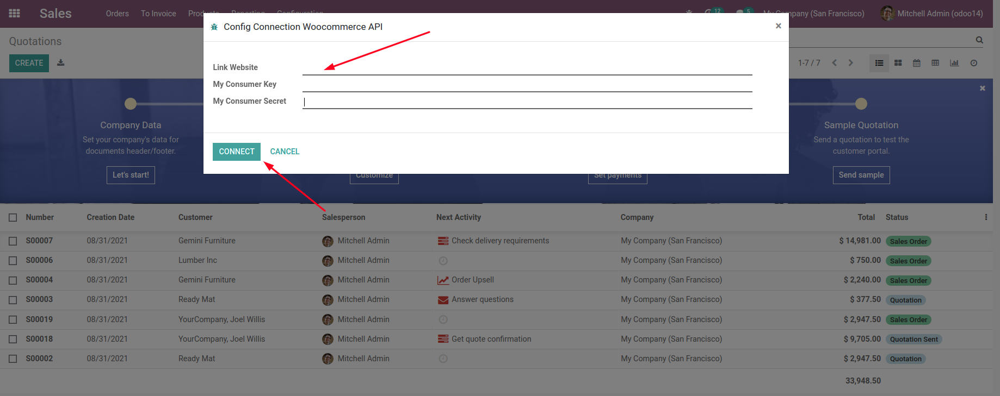 Sales Orders To Invoice Products Reporting Configuration 12 5 My Company (San Francisco) Mitchell Admin (odoo14)
Config Connection Woocommerce API ×
Quotations
CREATE
1-7 / 7
Link Website
My Consumer Key
My Consumer Secret
CONNECT CANCEL
Company Data
Set your company's data for
documents header/footer.
Let's start!
Customize
Set payments
Sample Quotation
Send a quotation to test the
customer portal.
Send sample
Number Creation Date Customer Salesperson Next Activity Company Total Status
S00007 08/31/2021 Gemini Furniture Mitchell Admin Check delivery requirements My Company (San Francisco) $ 14,981.00 Sales Order
S00006 08/31/2021 Lumber Inc Mitchell Admin My Company (San Francisco) $ 750.00 Sales Order
S00004 08/31/2021 Gemini Furniture Mitchell Admin Order Upsell My Company (San Francisco) $ 2,240.00 Sales Order
S00003 08/31/2021 Ready Mat Mitchell Admin Answer questions My Company (San Francisco) $ 377.50 Quotation
S00019 08/31/2021 YourCompany, Joel Willis Mitchell Admin My Company (San Francisco) $ 2,947.50 Sales Order
S00018 08/31/2021 YourCompany, Joel Willis Mitchell Admin Get quote confirmation My Company (San Francisco) $ 9,705.00 Quotation Sent
S00002 08/31/2021 Ready Mat Mitchell Admin My Company (San Francisco) $ 2,947.50 Quotation
33,948.50